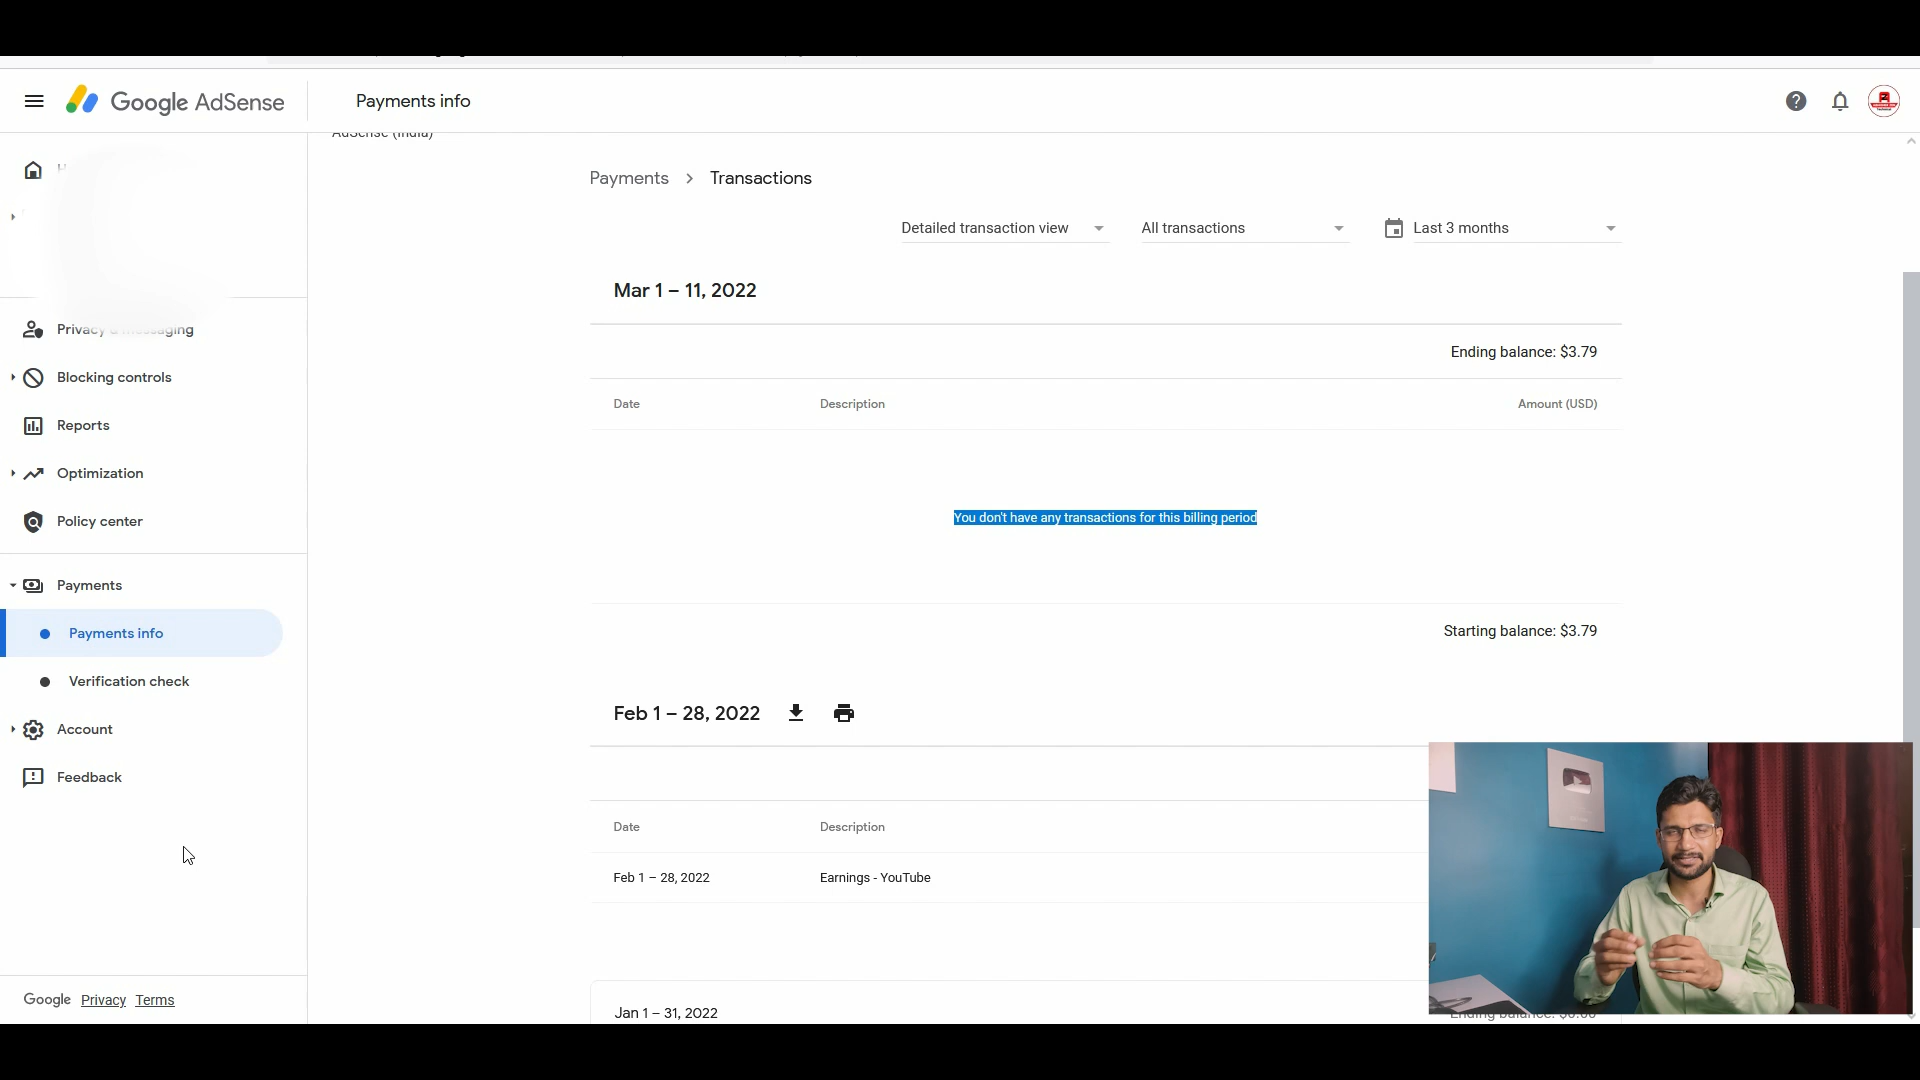 Google AdSense
Payments info
AdSense (India)
Payments > Transactions
Detailed transaction view
All transactions
Last 3 months
Mar 1 – 11, 2022
Ending balance: $3.79
Date Description Amount (USD)
You don't have any transactions for this billing period
Starting balance: $3.79
Feb 1 – 28, 2022
Date Description
Feb 1 – 28, 2022 Earnings - YouTube
Jan 1 – 31, 2022
Ending balance: $0.00
Privacy & messaging
Blocking controls
Reports
Optimization
Policy center
Payments
Payments info
Verification check
Account
Feedback
Google Privacy Terms